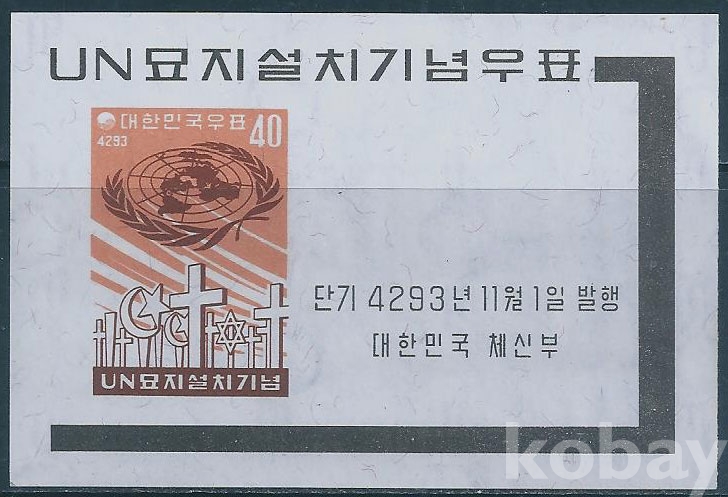 UN묘지설치기념우표
대한민국우표 40
4293
UN묘지설치기념
단기 4293년 11월 1일 발행
대한민국 체신부
kobay